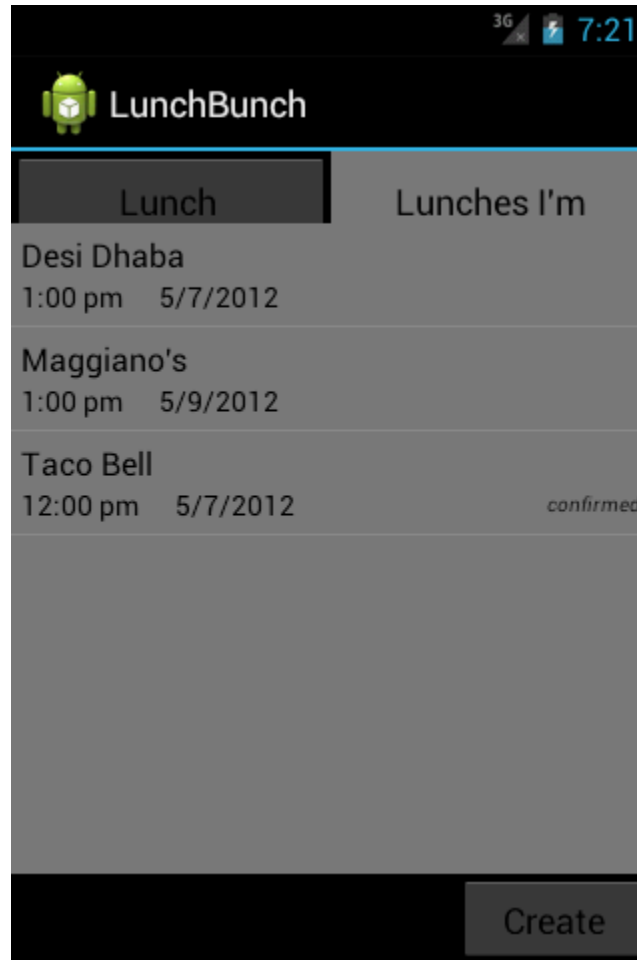 3G 7:21
LunchBunch
Lunch Lunches I'm
Desi Dhaba
1:00 pm 5/7/2012
Maggiano's
1:00 pm 5/9/2012
Taco Bell
12:00 pm 5/7/2012 confirmed
Create